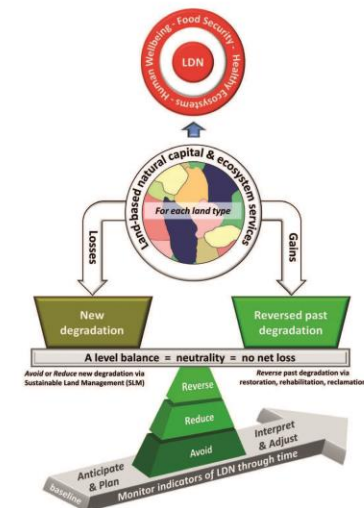 Human Wellbeing - Food Security - Healthy Ecosystems -
LDN
Land-based natural capital & ecosystem services
For each land type
Losses
Gains
New
degradation
Reversed past
degradation
A level balance = neutrality = no net loss
Avoid or Reduce new degradation via
Sustainable Land Management (SLM)
Reverse past degradation via
restoration, rehabilitation, reclamation
Reverse
Reduce
Avoid
Anticipate
& Plan
Interpret
& Adjust
baseline
Monitor indicators of LDN through time